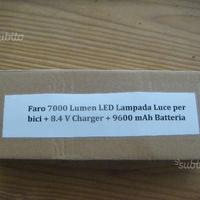 subito
Faro 7000 Lumen LED Lampada Luce per
bici + 8.4 V Charger + 9600 mAh Batteria
subito